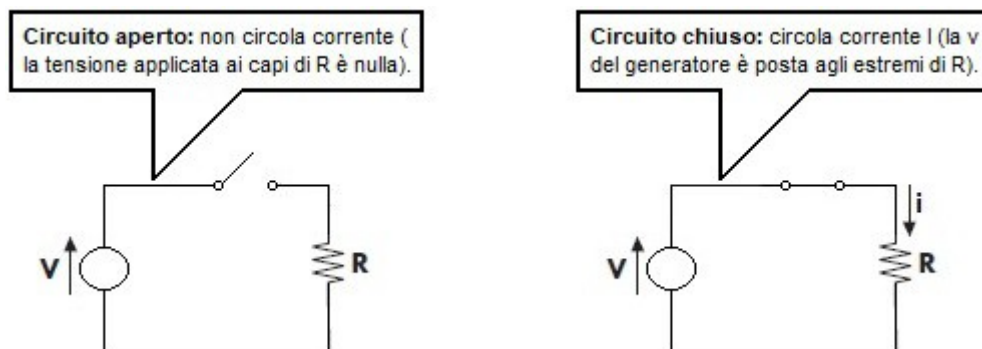 Circuito aperto: non circola corrente (
la tensione applicata ai capi di R è nulla).
Circuito chiuso: circola corrente I (la v
del generatore è posta agli estremi di R).
V
R
V
i
R